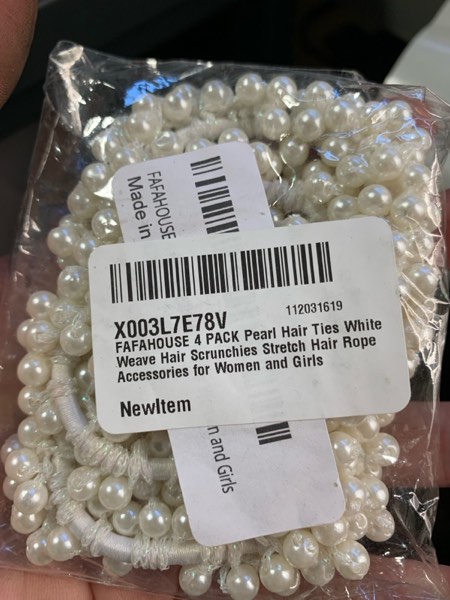 FAFAHOUSE
Made in
X003L7E78V
112031619
FAFAHOUSE 4 PACK Pearl Hair Ties White
Weave Hair Scrunchies Stretch Hair Rope
Accessories for Women and Girls
NewItem
n and Girls